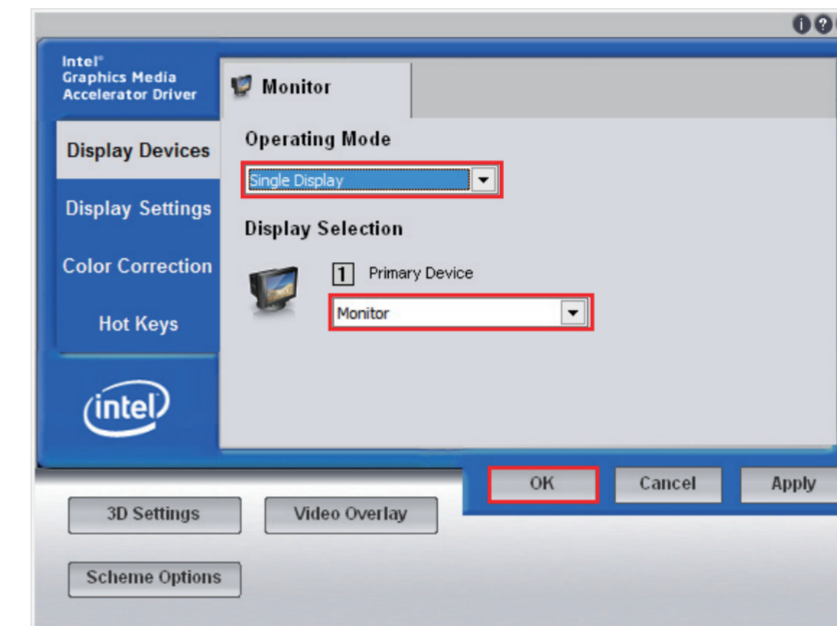 i ?
Intel®
Graphics Media
Accelerator Driver
Monitor
Display Devices
Display Settings
Color Correction
Hot Keys
intel
Operating Mode
Single Display
Display Selection
1 Primary Device
Monitor
OK Cancel Apply
3D Settings Video Overlay
Scheme Options